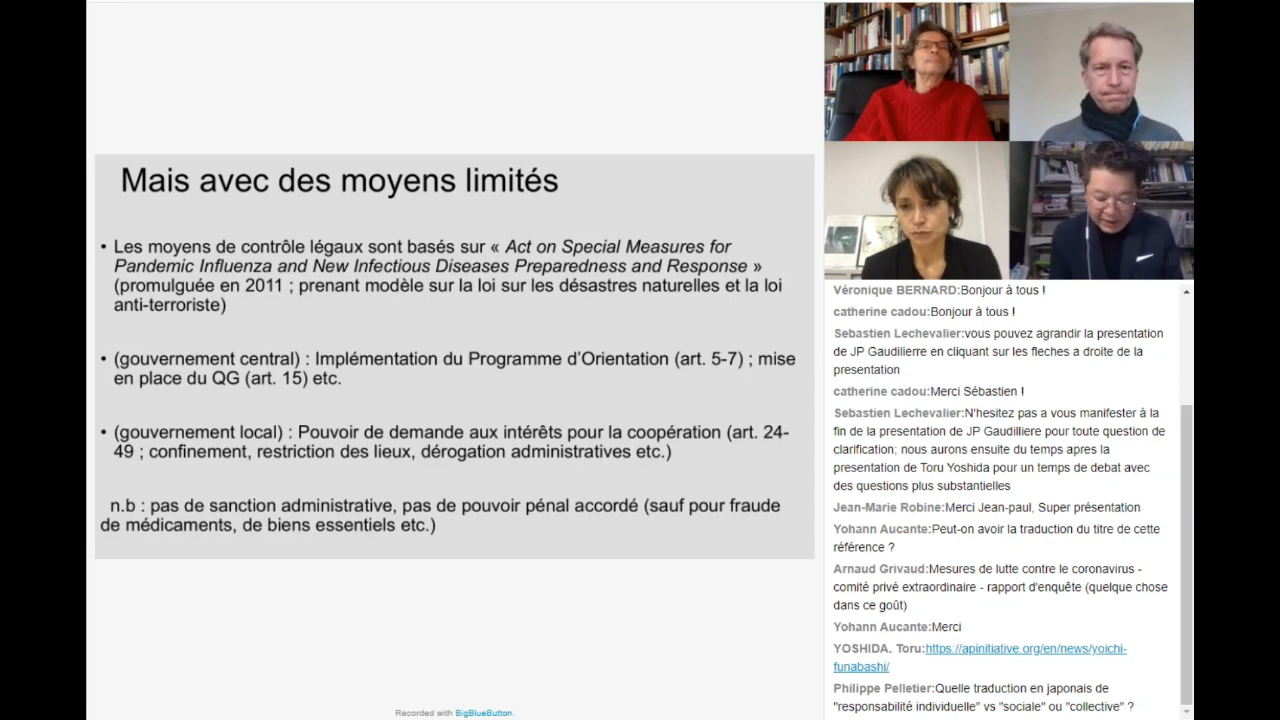 Mais avec des moyens limités
• Les moyens de contrôle légaux sont basés sur « Act on Special Measures for
Pandemic Influenza and New Infectious Diseases Preparedness and Response »
(promulguée en 2011 ; prenant modèle sur la loi sur les désastres naturelles et la loi
anti-terroriste)
• (gouvernement central) : Implémentation du Programme d'Orientation (art. 5-7) ; mise
en place du QG (art. 15) etc.
• (gouvernement local) : Pouvoir de demande aux intérêts pour la coopération (art. 24-
49 ; confinement, restriction des lieux, dérogation administratives etc.)
n.b : pas de sanction administrative, pas de pouvoir pénal accordé (sauf pour fraude
de médicaments, de biens essentiels etc.)
Recorded with BigBlueButton.
Véronique BERNARD:Bonjour à tous !
catherine cadou:Bonjour à tous !
Sebastien Lechevalier:vous pouvez agrandir la presentation
de JP Gaudilierre en cliquant sur les fleches a droite de la
presentation
catherine cadou:Merci Sébastien !
Sebastien Lechevalier:N'hesitez pas a vous manifester à la
fin de la presentation de JP Gaudilliere pour toute question de
clarification; nous aurons ensuite du temps apres la
presentation de Toru Yoshida pour un temps de debat avec
des questions plus substantielles
Jean-Marie Robine:Merci Jean-paul, Super présentation
Yohann Aucante:Peut-on avoir la traduction du titre de cette
référence ?
Arnaud Grivaud:Mesures de lutte contre le coronavirus -
comité privé extraordinaire - rapport d'enquête (quelque chose
dans ce goût)
Yohann Aucante:Merci
YOSHIDA. Toru:https://apinitiative.org/en/news/yoichi-
funabashi/
Philippe Pelletier:Quelle traduction en japonais de
"responsabilité individuelle" vs "sociale" ou "collective" ?